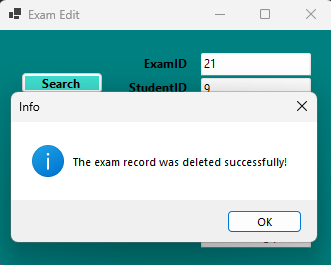 Exam Edit
ExamID 21
Search
StudentID 9
Info
The exam record was deleted successfully!
OK